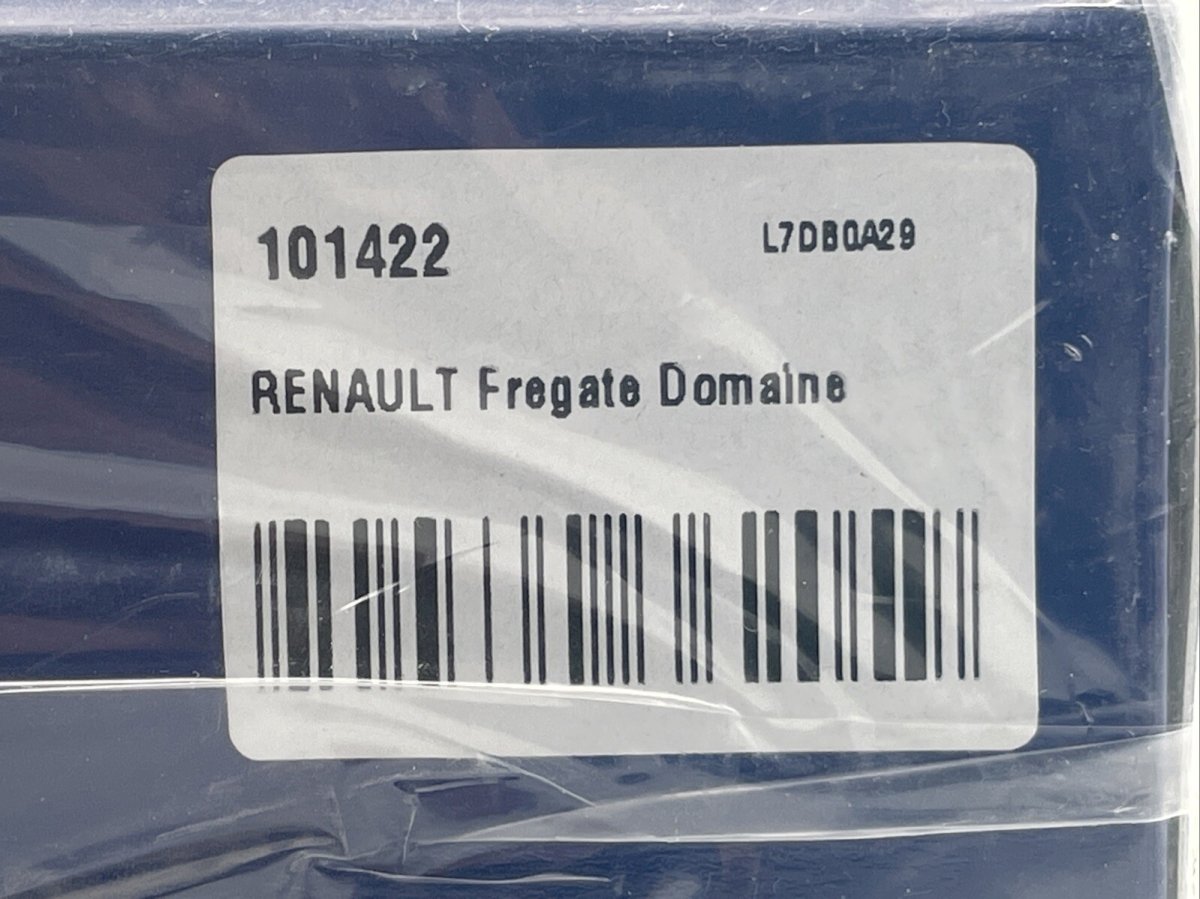 101422 L7DB0A29
RENAULT Fregate Domaine